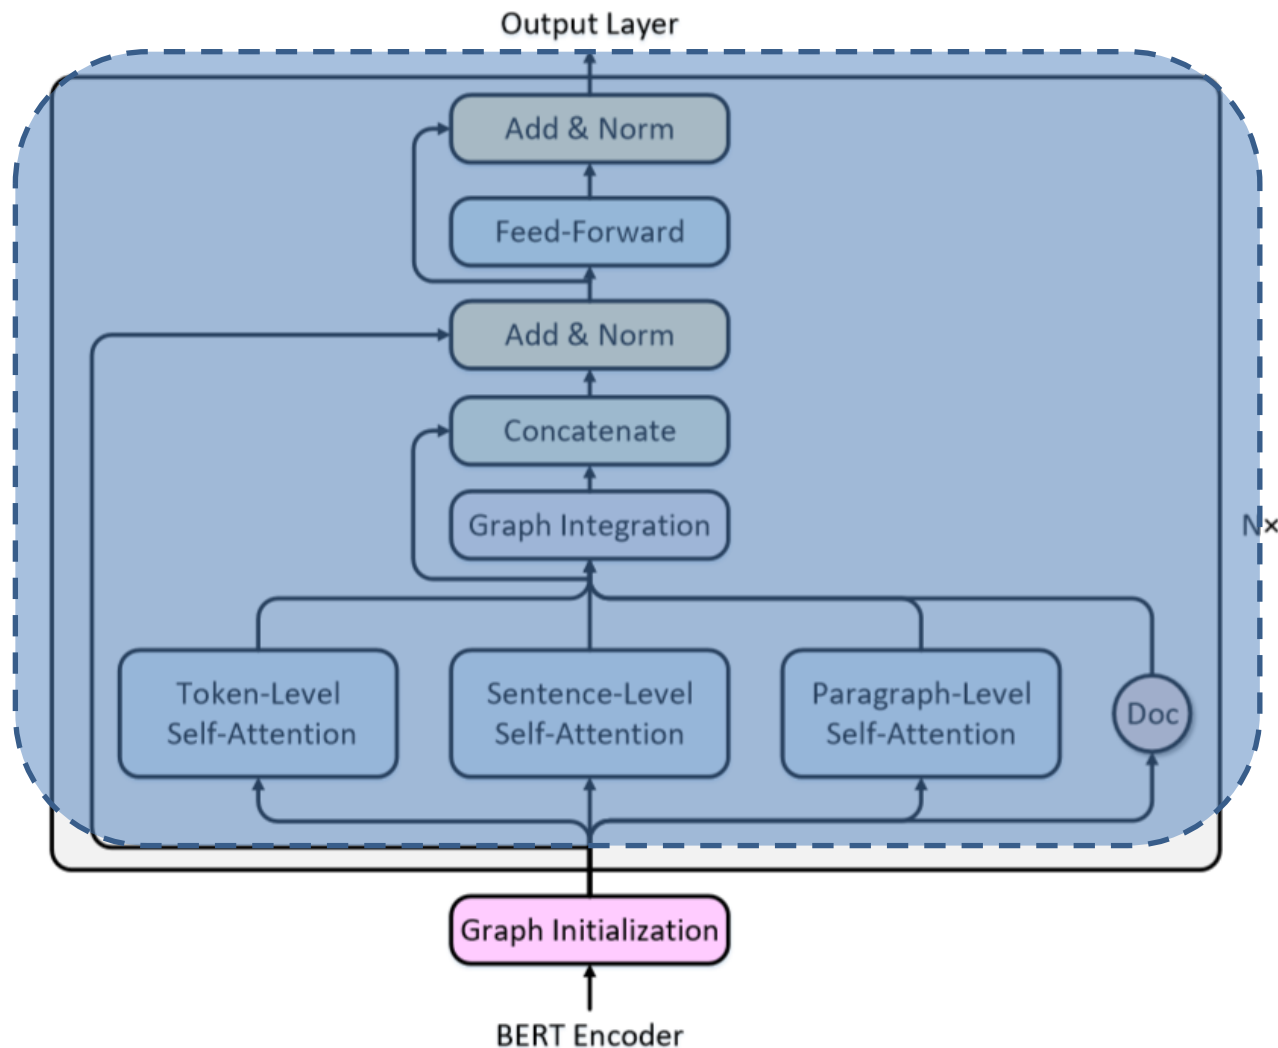 Output Layer
Add & Norm
Feed-Forward
Add & Norm
Concatenate
Graph Integration
N×
Token-Level
Self-Attention
Sentence-Level
Self-Attention
Paragraph-Level
Self-Attention
Doc
Graph Initialization
BERT Encoder